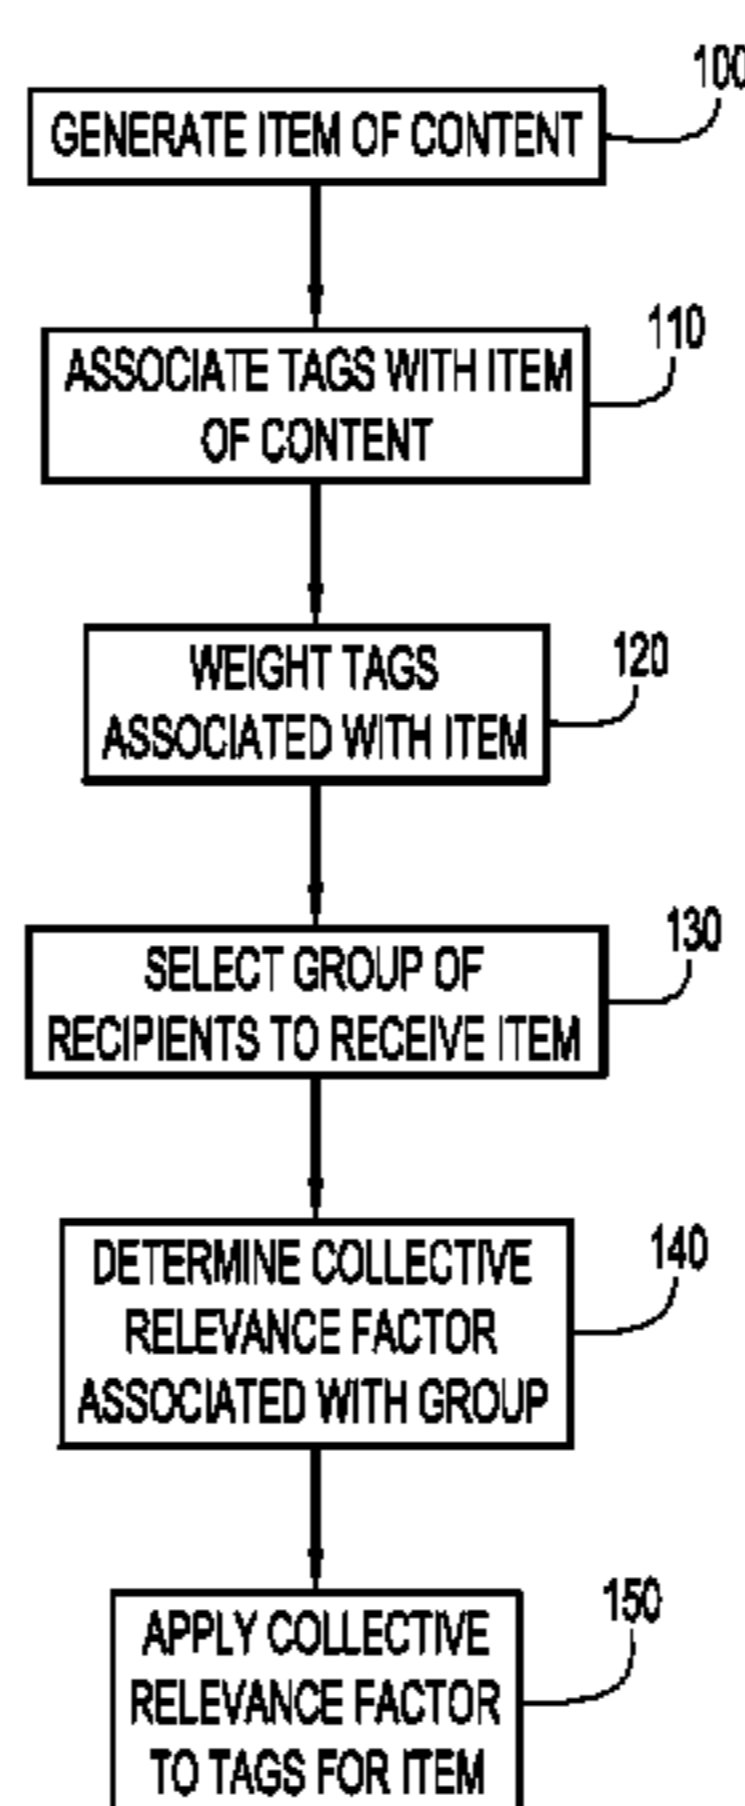 100
GENERATE ITEM OF CONTENT
110
ASSOCIATE TAGS WITH ITEM
OF CONTENT
120
WEIGHT TAGS
ASSOCIATED WITH ITEM
130
SELECT GROUP OF
RECIPIENTS TO RECEIVE ITEM
140
DETERMINE COLLECTIVE
RELEVANCE FACTOR
ASSOCIATED WITH GROUP
150
APPLY COLLECTIVE
RELEVANCE FACTOR
TO TAGS FOR ITEM